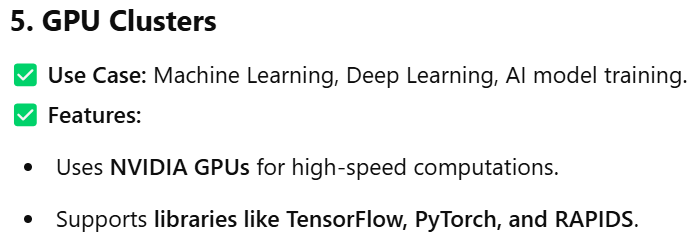 5. GPU Clusters
✅ Use Case: Machine Learning, Deep Learning, AI model training.
✅ Features:
• Uses NVIDIA GPUs for high-speed computations.
• Supports libraries like TensorFlow, PyTorch, and RAPIDS.